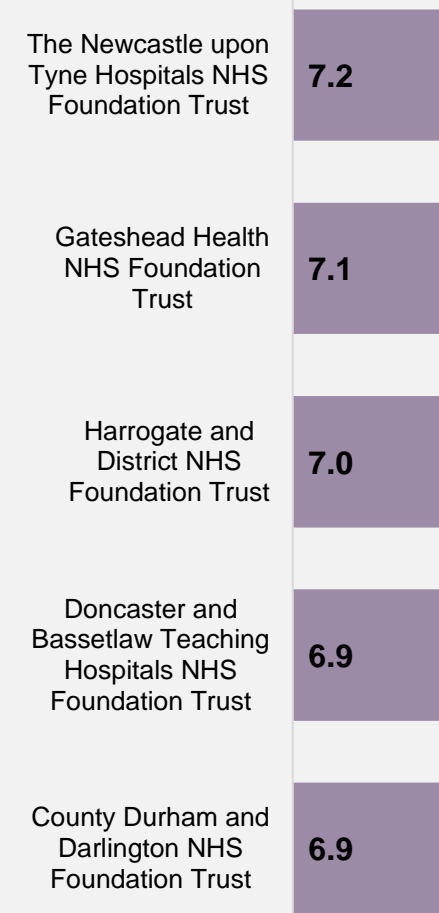 The Newcastle upon
Tyne Hospitals NHS
Foundation Trust
7.2
Gateshead Health
NHS Foundation
Trust
7.1
Harrogate and
District NHS
Foundation Trust
7.0
Doncaster and
Bassetlaw Teaching
Hospitals NHS
Foundation Trust
6.9
County Durham and
Darlington NHS
Foundation Trust
6.9